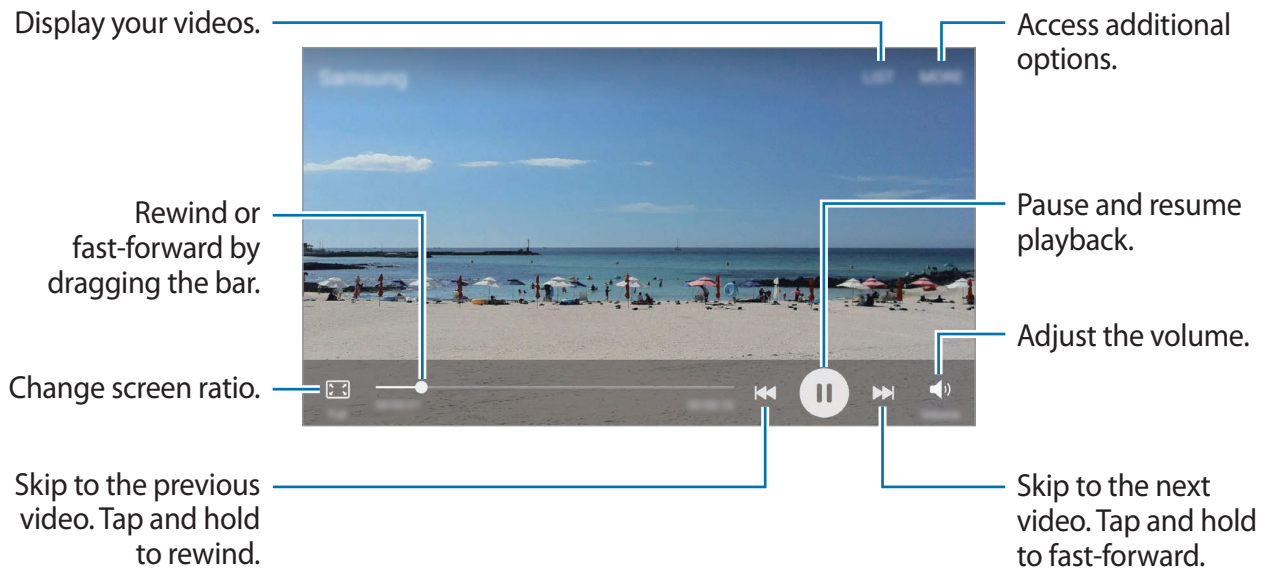 Display your videos.
Access additional
options.
Samsung
LIST
MORE
Rewind or
fast-forward by
dragging the bar.
Pause and resume
playback.
Adjust the volume.
Change screen ratio.
Skip to the previous
video. Tap and hold
to rewind.
Skip to the next
video. Tap and hold
to fast-forward.